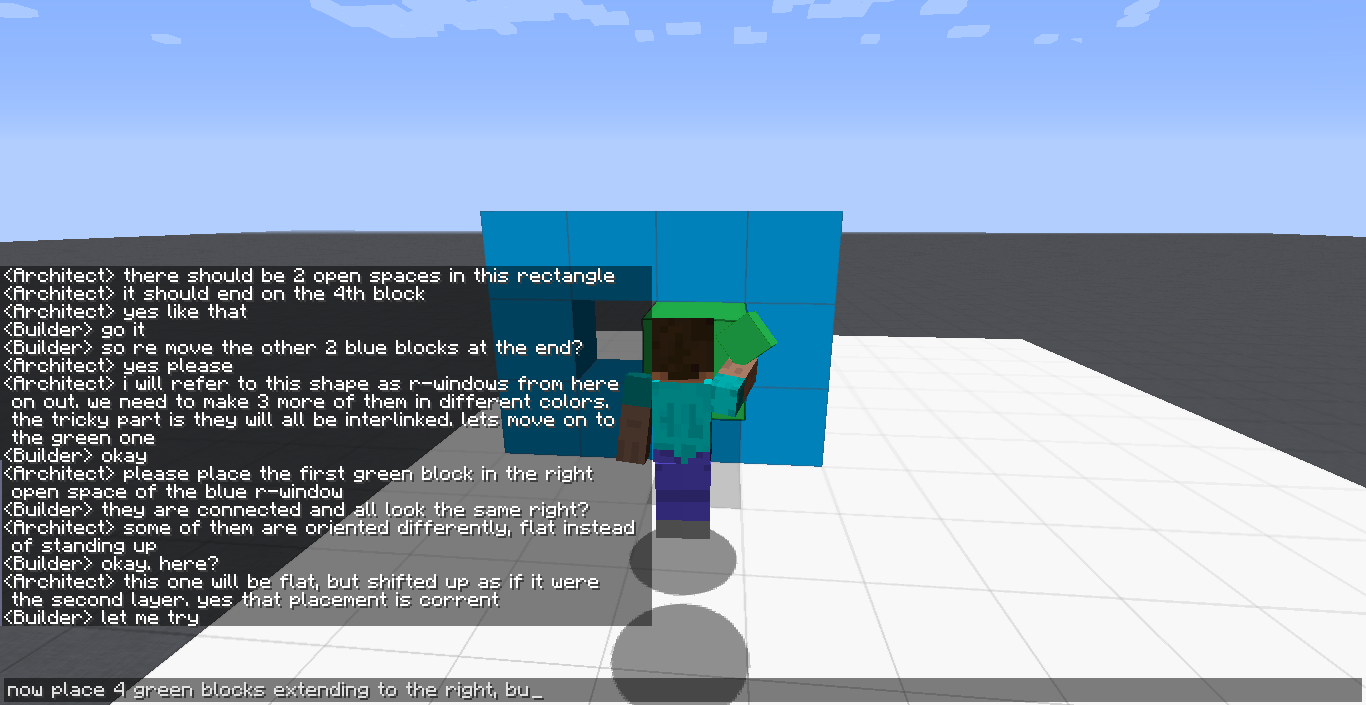 <Architect> there should be 2 open spaces in this rectangle
<Architect> it should end on the 4th block
<Architect> yes like that
<Builder> go it
<Builder> so re move the other 2 blue blocks at the end?
<Architect> yes please
<Architect> i will refer to this shape as r-windows from here
on out. we need to make 3 more of them in different colors.
the tricky part is they will all be interlinked. lets move on to
the green one
<Builder> okay
<Architect> please place the first green block in the right
open space of the blue r-window
<Builder> they are connected and all look the same right?
<Architect> some of them are oriented differently, flat instead
of standing up
<Builder> okay. here?
<Architect> this one will be flat, but shifted up as if it were
the second layer. yes that placement is corrent
<Builder> let me try
now place 4 green blocks extending to the right, bu_